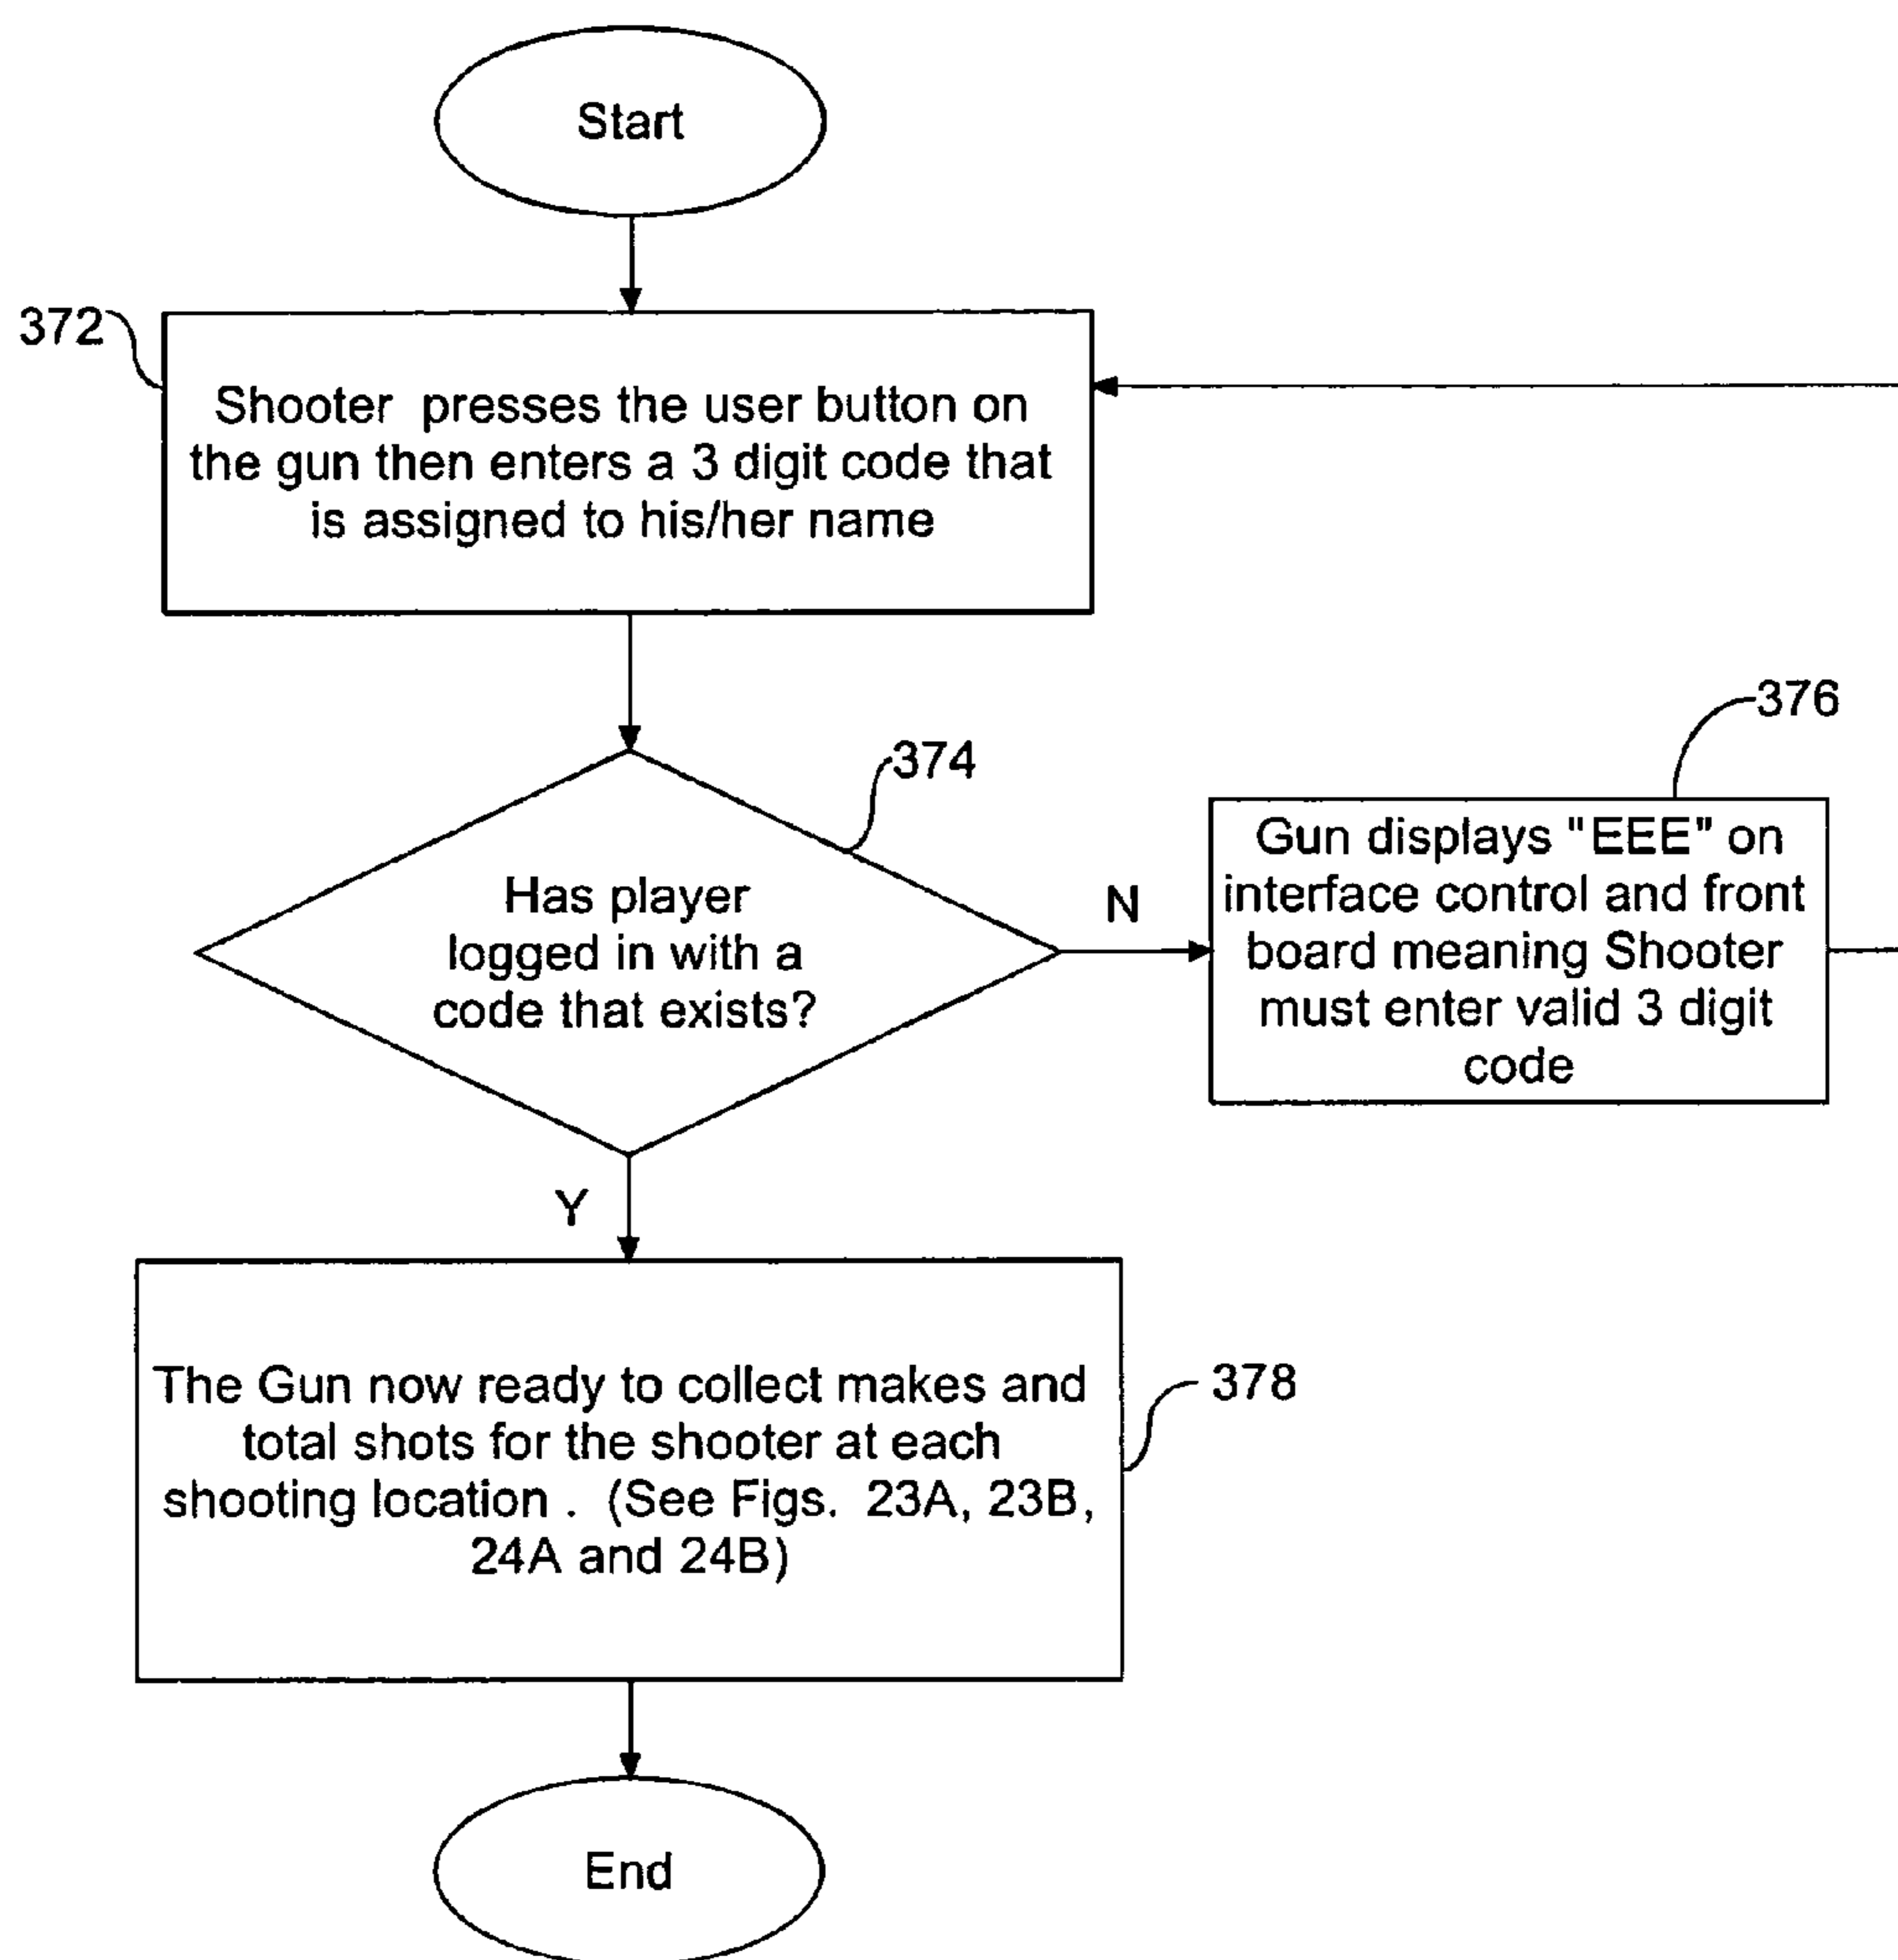 Start
372
Shooter presses the user button on
the gun then enters a 3 digit code that
is assigned to his/her name
376
374
Has player
logged in with a
code that exists?
N
Gun displays "EEE" on
interface control and front
board meaning Shooter
must enter valid 3 digit
code
Y
The Gun now ready to collect makes and
total shots for the shooter at each
shooting location . (See Figs. 23A, 23B,
24A and 24B)
378
End